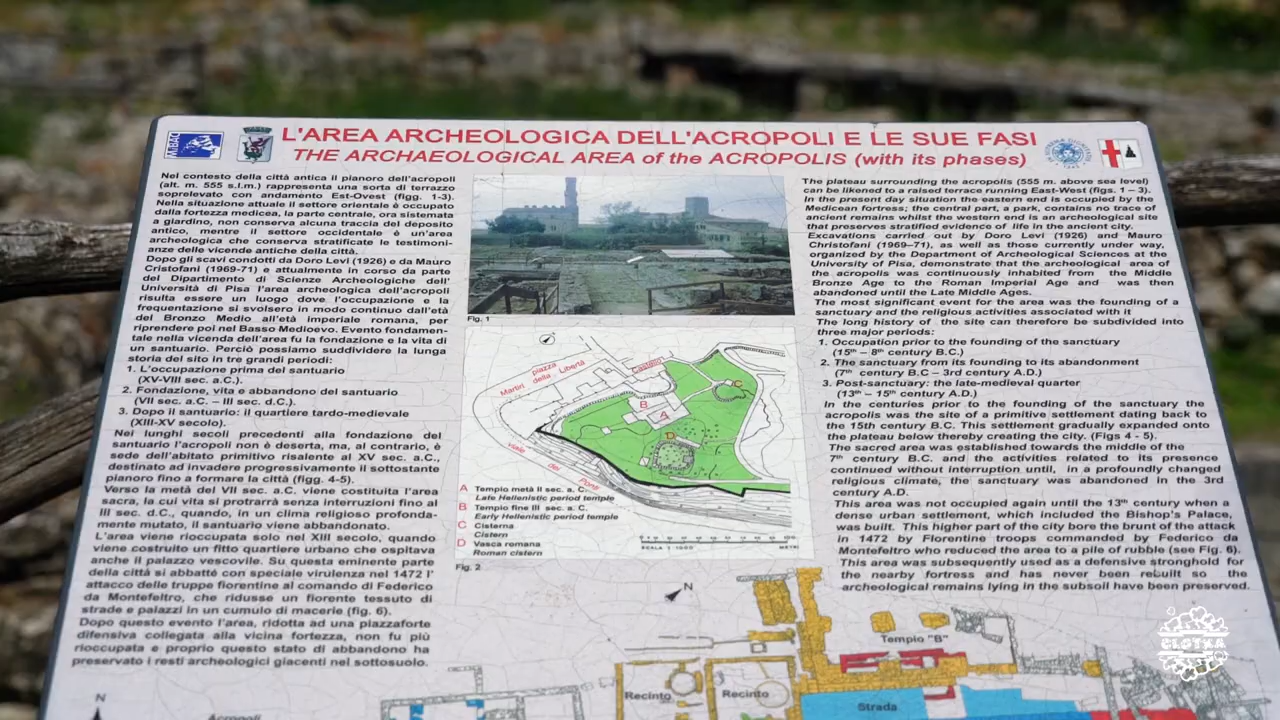 MiBAC
L'AREA ARCHEOLOGICA DELL'ACROPOLI E LE SUE FASI
THE ARCHAEOLOGICAL AREA of the ACROPOLIS (with its phases)
Nel contesto della città antica il pianoro dell'acropoli
(alt. m. 555 s.l.m.) rappresenta una sorta di terrazzo
soprelevato con andamento Est-Ovest (figg. 1-3).
Nella situazione attuale il settore orientale è occupato
dalla fortezza medicea, la parte centrale, ora sistemata
a giardino, non conserva alcuna traccia del deposito
antico, mentre il settore occidentale è un'area
archeologica che conserva stratificate le testimoni-
anze delle vicende antiche della città.
Dopo gli scavi condotti da Doro Levi (1926) e da Mauro
Cristofani (1969-71) e attualmente in corso da parte
del Dipartimento di Scienze Archeologiche dell'
Università di Pisa l'area archeologica dell'acropoli
risulta essere un luogo dove l'occupazione e la
frequentazione si svolsero in modo continuo dall'età
del Bronzo Medio all'età imperiale romana, per
riprendere poi nel Basso Medioevo. Evento fondamen-
tale nella vicenda dell'area fu la fondazione e la vita di
un santuario. Perciò possiamo suddividere la lunga
storia del sito in tre grandi periodi:
1. L'occupazione prima del santuario
(XV-VIII sec. a.C.).
2. Fondazione, vita e abbandono del santuario
(VII sec. a.C. – III sec. d.C.).
3. Dopo il santuario: il quartiere tardo-medievale
(XIII-XV secolo).
Nei lunghi secoli precedenti alla fondazione del
santuario l'acropoli non è deserta, ma, al contrario, è
sede dell'abitato primitivo risalente al XV sec. a.C.,
destinato ad invadere progressivamente il sottostante
pianoro fino a formare la città (figg. 4-5).
Verso la metà del VII sec. a.C. viene costituita l'area
sacra, la cui vita si protrarrà senza interruzioni fino al
III sec. d.C., quando, in un clima religioso profonda-
mente mutato, il santuario viene abbandonato.
L'area viene rioccupata solo nel XIII secolo, quando
viene costruito un fitto quartiere urbano che ospitava
anche il palazzo vescovile. Su questa eminente parte
della città si abbatté con speciale virulenza nel 1472 l'
attacco delle truppe fiorentine al comando di Federico
da Montefeltro, che ridusse un fiorente tessuto di
strade e palazzi in un cumulo di macerie (fig. 6).
Dopo questo evento l'area, ridotta ad una piazzaforte
difensiva collegata alla vicina fortezza, non fu più
rioccupata e proprio questo stato di abbandono ha
preservato i resti archeologici giacenti nel sottosuolo.
Fig. 1
piazza
Martiri della Libertà
Castello
B
A
C
D
viale dei Ponti
A Tempio metà II sec. a. C.
Late Hellenistic period temple
B Tempio fine III sec. a. C.
Early Hellenistic period temple
C Cisterna
Cistern
D Vasca romana
Roman cistern
METRI
Fig. 2
The plateau surrounding the acropolis (555 m. above sea level)
can be likened to a raised terrace running East-West (figs. 1 – 3).
In the present day situation the eastern end is occupied by the
Medicean fortress; the central part, a park, contains no trace of
ancient remains whilst the western end is an archeological site
that preserves stratified evidence of life in the ancient city.
Excavations carried out by Doro Levi (1926) and Mauro
Christofani (1969–71), as well as those currently under way,
organized by the Department of Archeological Sciences at the
University of Pisa, demonstrate that the archeological area of
the acropolis was continuously inhabited from the Middle
Bronze Age to the Roman Imperial Age and was then
abandoned until the Late Middle Ages.
The most significant event for the area was the founding of a
sanctuary and the religious activities associated with it
The long history of the site can therefore be subdivided into
three major periods:
1. Occupation prior to the founding of the sanctuary
(15th – 8th century B.C.)
2. The sanctuary from its founding to its abandonment
(7th century B.C – 3rd century A.D.)
3. Post-sanctuary: the late-medieval quarter
(13th – 15th century A.D.)
In the centuries prior to the founding of the sanctuary the
acropolis was the site of a primitive settlement dating back to
the 15th century B.C. This settlement gradually expanded onto
the plateau below thereby creating the city. (Figs 4 - 5).
The sacred area was established towards the middle of the
7th century B.C. and the activities related to its presence
continued without interruption until, in a profoundly changed
religious climate, the sanctuary was abandoned in the 3rd
century A.D.
This area was not occupied again until the 13th century when a
dense urban settlement, which included the Bishop's Palace,
was built. This higher part of the city bore the brunt of the attack
in 1472 by Florentine troops commanded by Federico da
Montefeltro who reduced the area to a pile of rubble (see Fig. 6).
This area was subsequently used as a defensive stronghold for
the nearby fortress and has never been rebuilt so the
archeological remains lying in the subsoil have been preserved.
N
Tempio "B"
Recinto
Recinto
Strada
N
Acropoli
CLOTKA